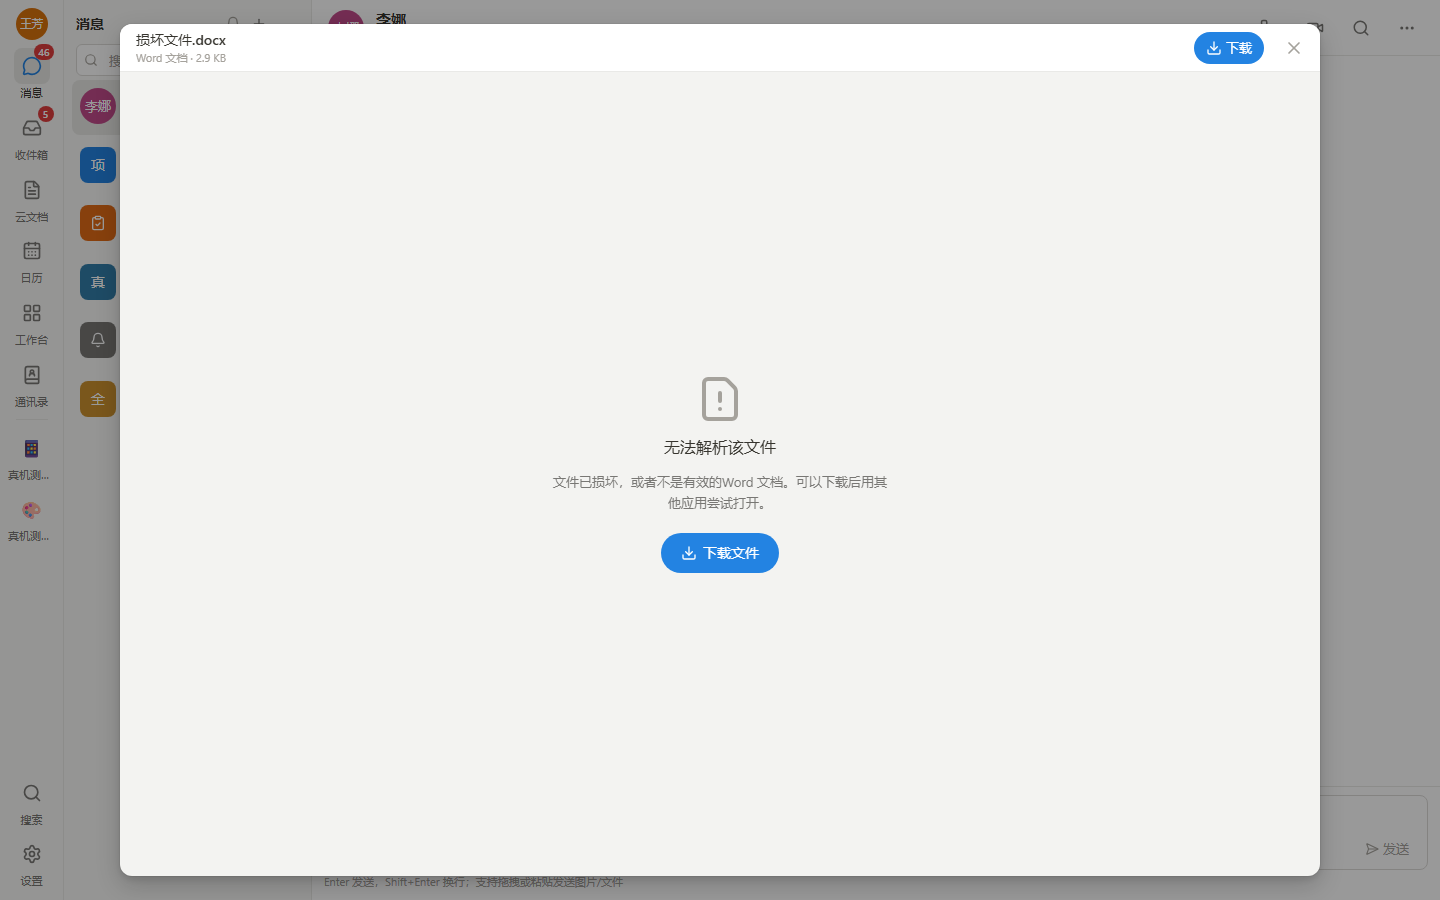 王芳
消息
李娜
46
消息
搜
李娜
5
收件箱
项
云文档
日历
真
工作台
通讯录
全
真机测...
真机测...
搜索
设置
损坏文件.docx
Word 文档 · 2.9 KB
下载
无法解析该文件
文件已损坏，或者不是有效的Word 文档。可以下载后用其
他应用尝试打开。
下载文件
发送
Enter 发送，Shift+Enter 换行；支持拖拽或粘贴发送图片/文件